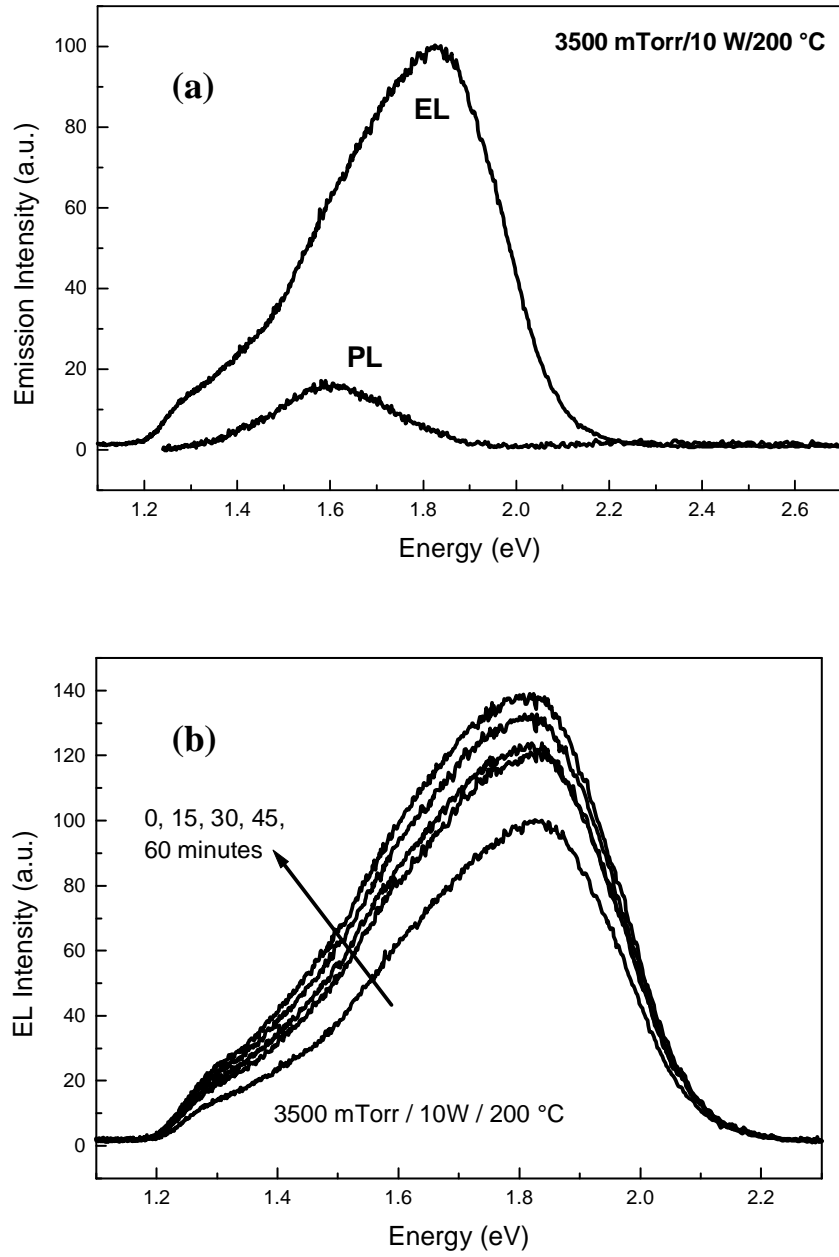 3500 mTorr/10 W/200 °C
(a)
EL
PL
100
80
60
40
20
0
Emission Intensity (a.u.)
1.2 1.4 1.6 1.8 2.0 2.2 2.4 2.6
Energy (eV)
(b)
0, 15, 30, 45,
60 minutes
3500 mTorr / 10W / 200 °C
140
120
100
80
60
40
20
0
EL Intensity (a.u.)
1.2 1.4 1.6 1.8 2.0 2.2
Energy (eV)